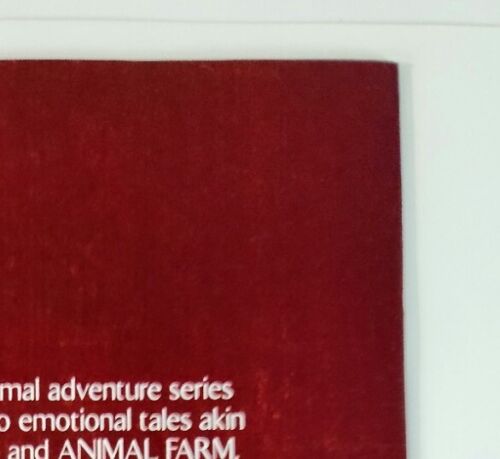 mal adventure series
o emotional tales akin
and ANIMAL FARM.